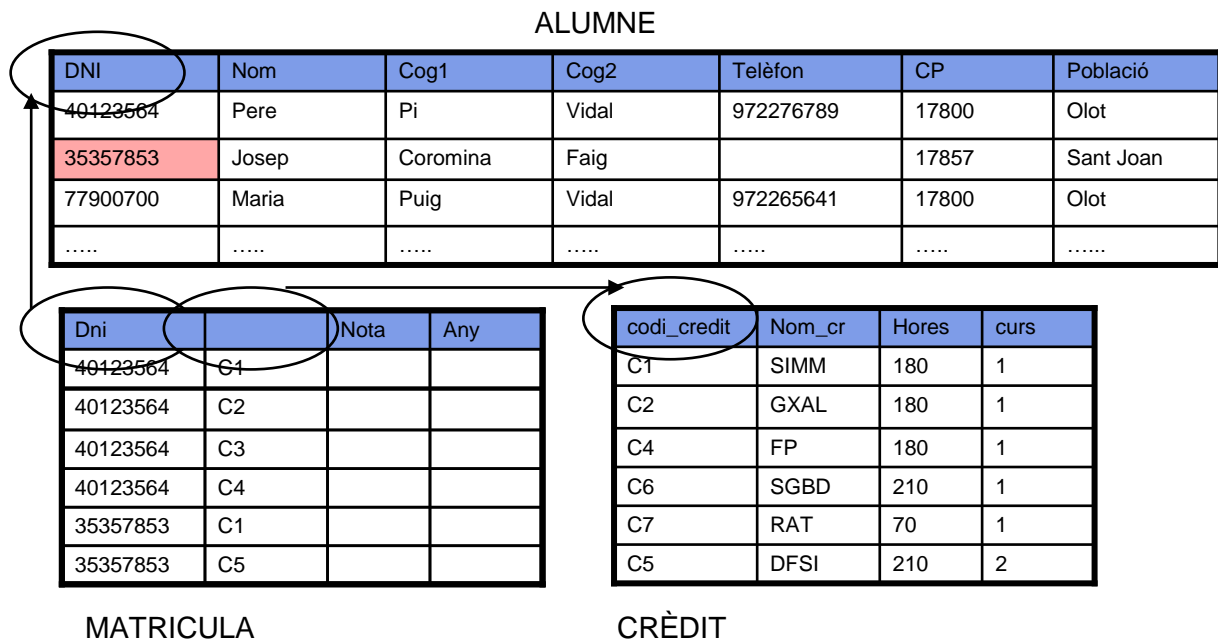 ALUMNE
DNI Nom Cog1 Cog2 Telèfon CP Població
40123564 Pere Pi Vidal 972276789 17800 Olot
35357853 Josep Coromina Faig 17857 Sant Joan
77900700 Maria Puig Vidal 972265641 17800 Olot
….. ….. ….. ….. ….. ….. …...
Dni Nota Any
40123564 C1
40123564 C2
40123564 C3
40123564 C4
35357853 C1
35357853 C5
MATRICULA
codi_credit Nom_cr Hores curs
C1 SIMM 180 1
C2 GXAL 180 1
C4 FP 180 1
C6 SGBD 210 1
C7 RAT 70 1
C5 DFSI 210 2
CRÈDIT